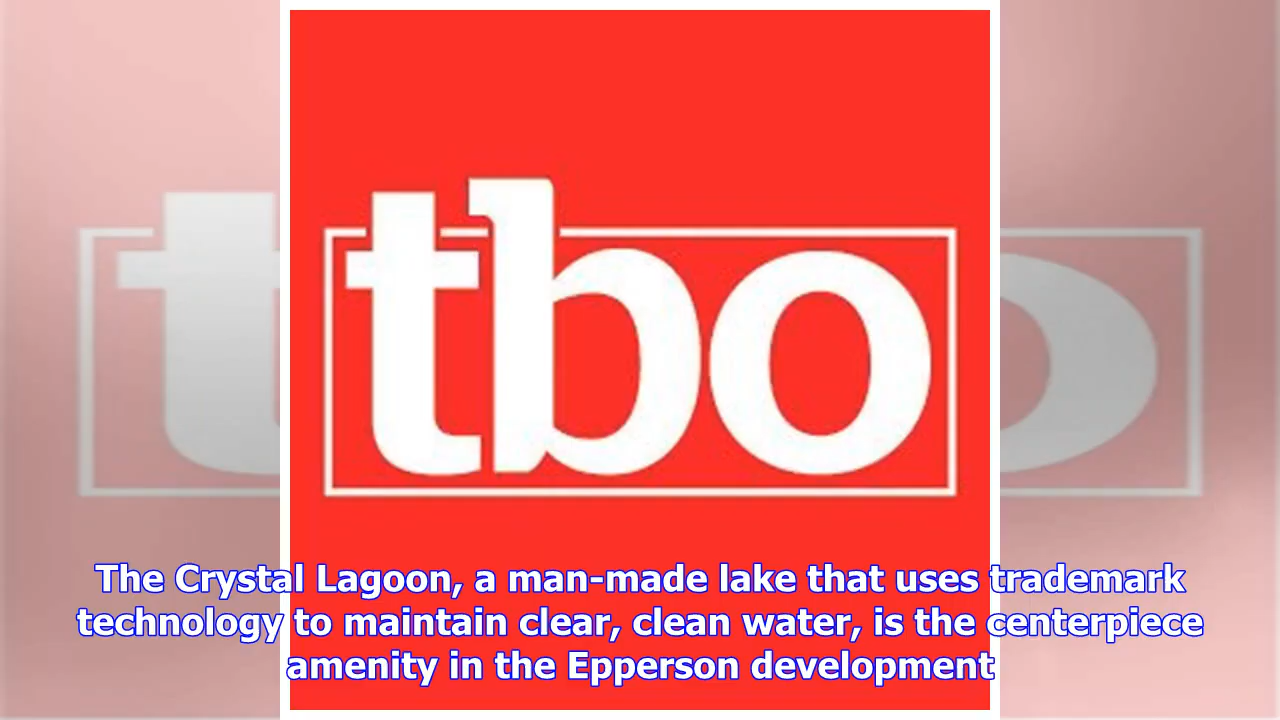 tbo
The Crystal Lagoon, a man-made lake that uses trademark
technology to maintain clear, clean water, is the centerpiece
amenity in the Epperson development